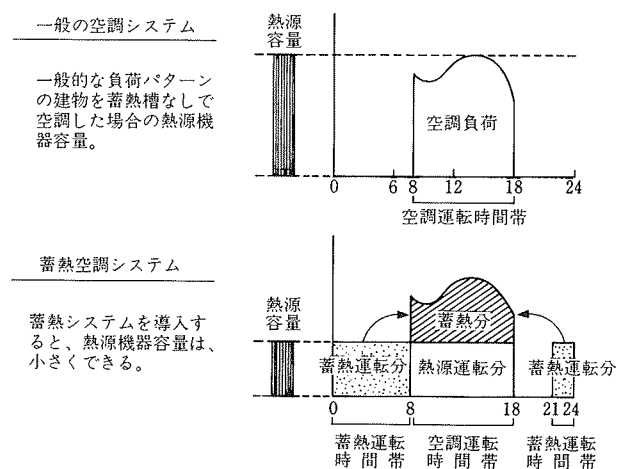 一般の空調システム
一般的な負荷パターン
の建物を蓄熱槽なしで
空調した場合の熱源機
器容量。
熱源
容量
空調負荷
0 6 8 12 18 24
空調運転時間帯
蓄熱空調システム
蓄熱システムを導入す
ると、熱源機器容量は、
小さくできる。
熱源
容量
蓄熱分
蓄熱運転分 熱源運転分 蓄熱運転分
0 8 18 21 24
蓄熱運転 空調運転 蓄熱運転
時間帯 時間帯 時間帯